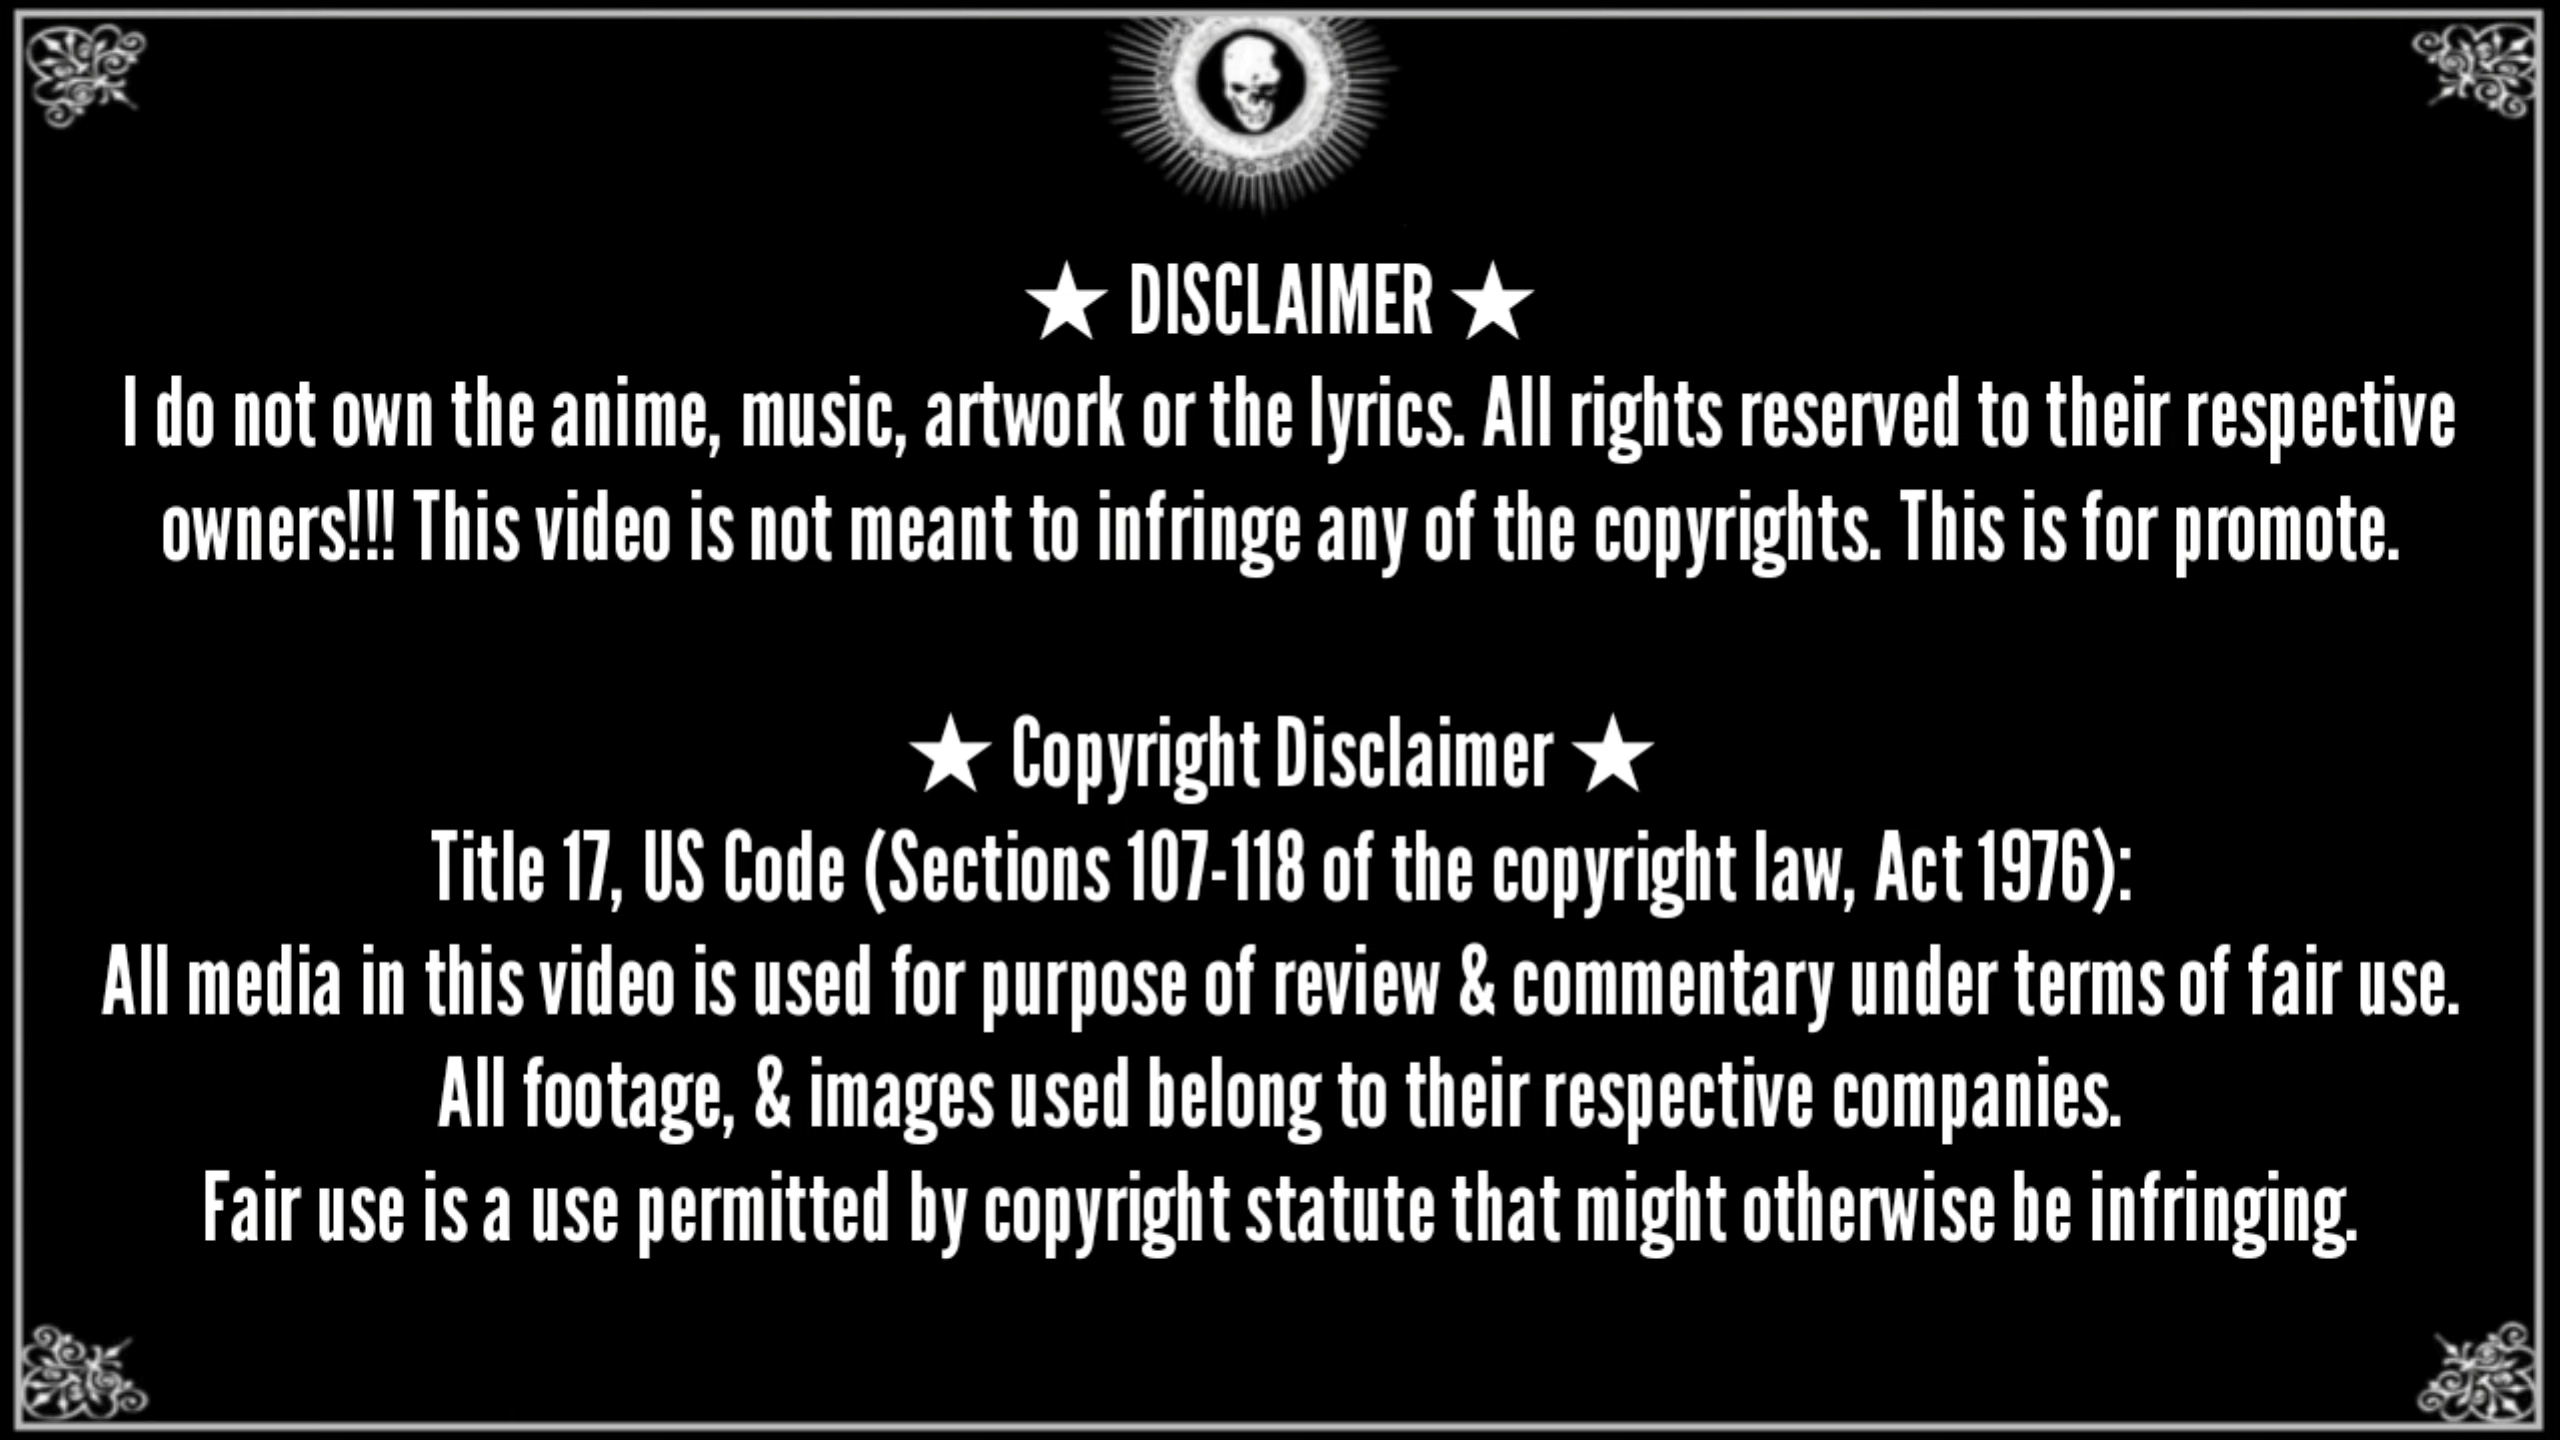 ★ DISCLAIMER ★
I do not own the anime, music, artwork or the lyrics. All rights reserved to their respective
owners!!! This video is not meant to infringe any of the copyrights. This is for promote.
★ Copyright Disclaimer ★
Title 17, US Code (Sections 107-118 of the copyright law, Act 1976):
All media in this video is used for purpose of review & commentary under terms of fair use.
All footage, & images used belong to their respective companies.
Fair use is a use permitted by copyright statute that might otherwise be infringing.